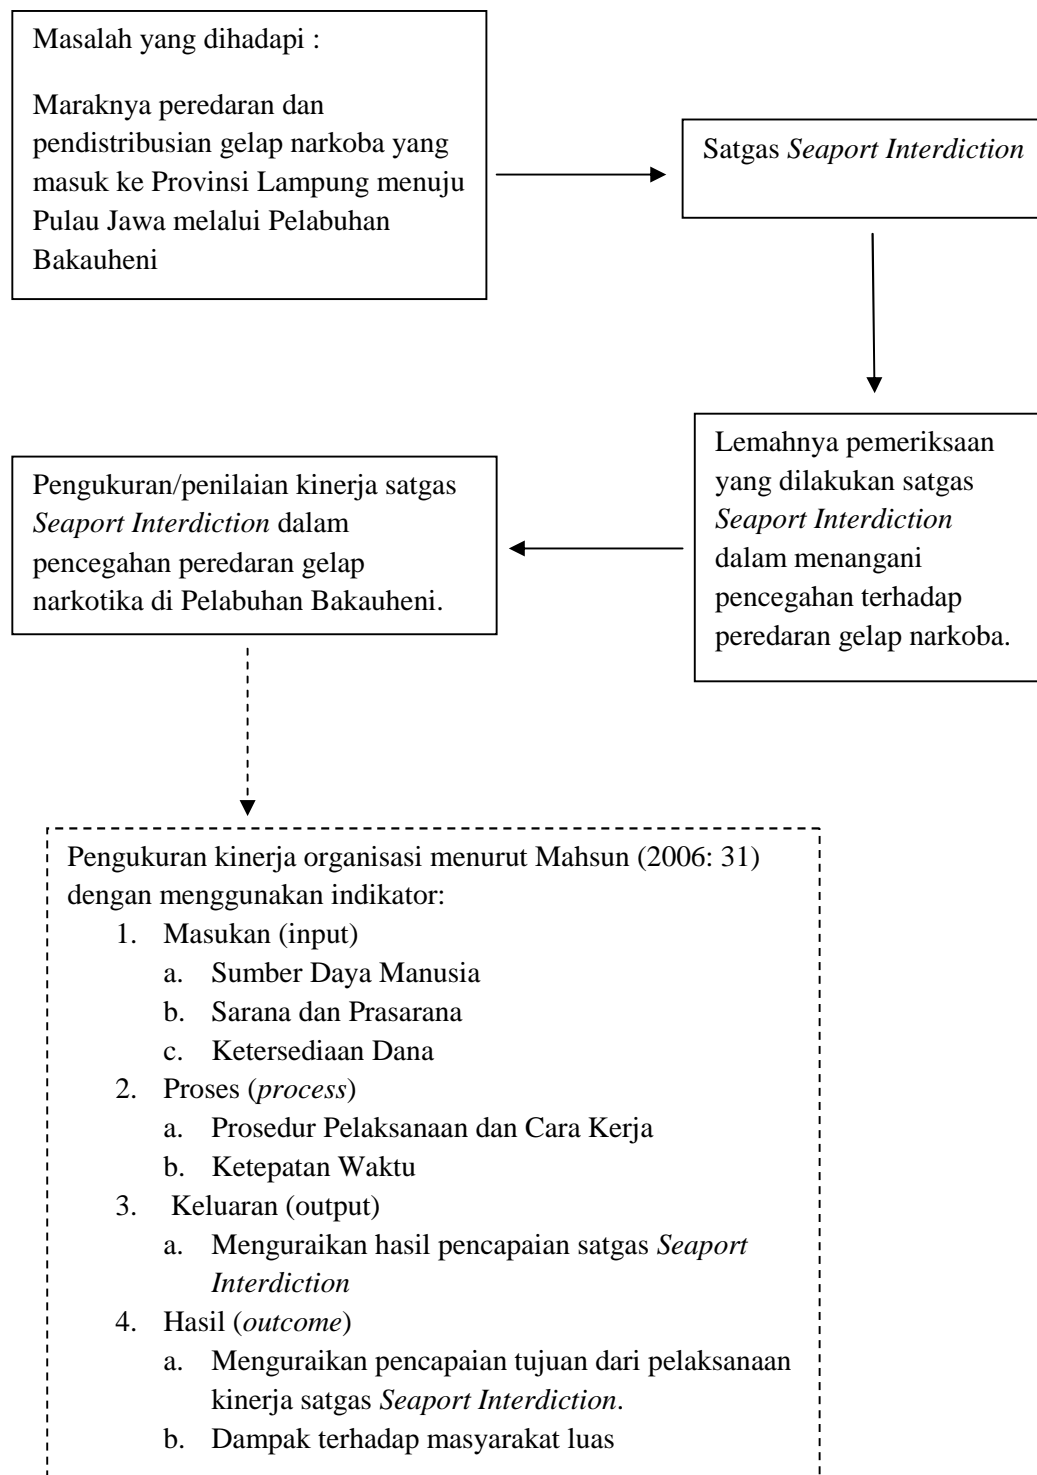 Masalah yang dihadapi :
Maraknya peredaran dan
pendistribusian gelap narkoba yang
masuk ke Provinsi Lampung menuju
Pulau Jawa melalui Pelabuhan
Bakauheni
Satgas Seaport Interdiction
Lemahnya pemeriksaan
yang dilakukan satgas
Seaport Interdiction
dalam menangani
pencegahan terhadap
peredaran gelap narkoba.
Pengukuran/penilaian kinerja satgas
Seaport Interdiction dalam
pencegahan peredaran gelap
narkotika di Pelabuhan Bakauheni.
Pengukuran kinerja organisasi menurut Mahsun (2006: 31)
dengan menggunakan indikator:
1. Masukan (input)
a. Sumber Daya Manusia
b. Sarana dan Prasarana
c. Ketersediaan Dana
2. Proses (process)
a. Prosedur Pelaksanaan dan Cara Kerja
b. Ketepatan Waktu
3. Keluaran (output)
a. Menguraikan hasil pencapaian satgas Seaport
Interdiction
4. Hasil (outcome)
a. Menguraikan pencapaian tujuan dari pelaksanaan
kinerja satgas Seaport Interdiction.
b. Dampak terhadap masyarakat luas